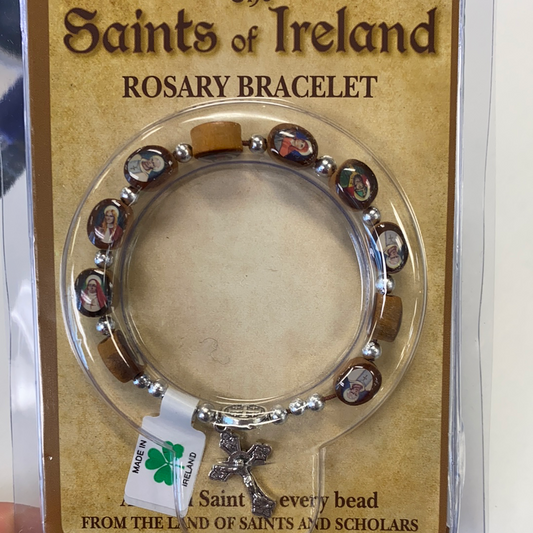 Saints of Ireland
ROSARY BRACELET
MADE IN
IRELAND
Saint every bead
FROM THE LAND OF SAINTS AND SCHOLARS